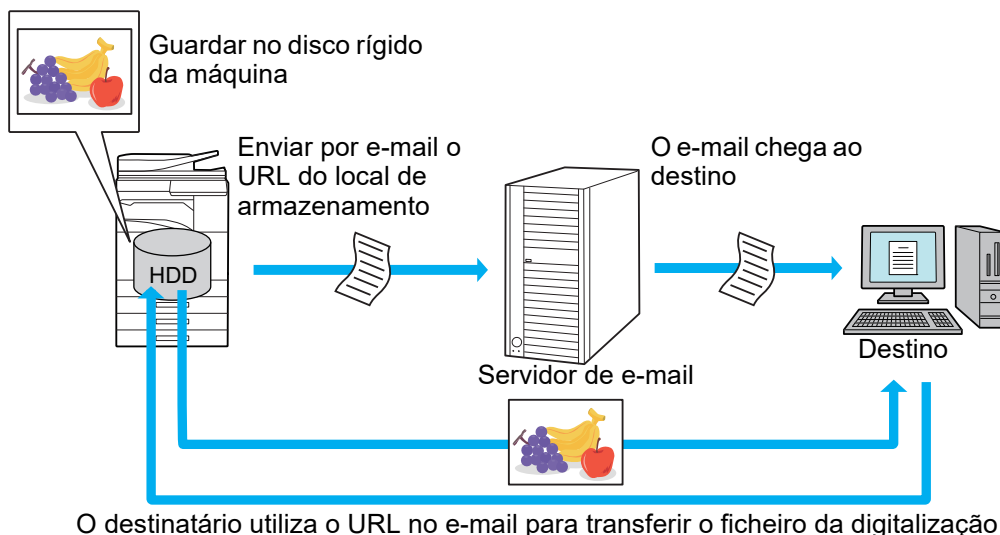 Guardar no disco rígido
da máquina
Enviar por e-mail o
URL do local de
armazenamento
O e-mail chega ao
destino
HDD
Destino
Servidor de e-mail
O destinatário utiliza o URL no e-mail para transferir o ficheiro da digitalização